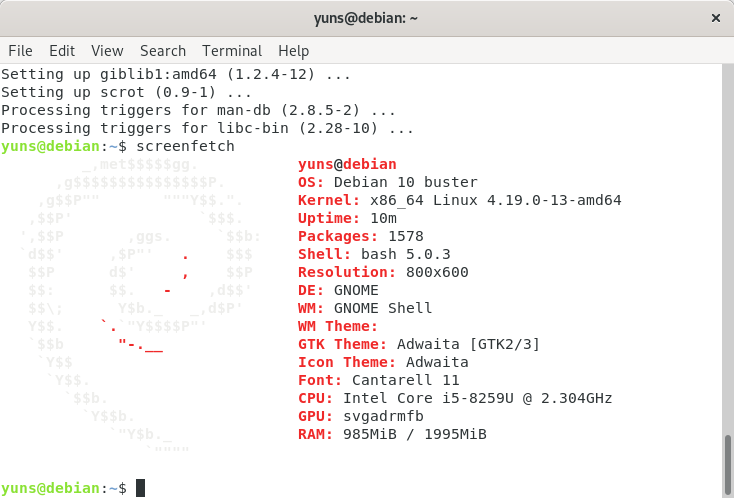 yuns@debian: ~
×
File Edit View Search Terminal Help
Setting up giblib1:amd64 (1.2.4-12) ...
Setting up scrot (0.9-1) ...
Processing triggers for man-db (2.8.5-2) ...
Processing triggers for libc-bin (2.28-10) ...
yuns@debian:~$ screenfetch
         _,met$$$$$gg.           yuns@debian
      ,g$$$$$$$$$$$$$$$P.        OS: Debian 10 buster
    ,g$$P""       """Y$$.".      Kernel: x86_64 Linux 4.19.0-13-amd64
   ,$$P'              `$$$.      Uptime: 10m
  ',$$P       ,ggs.     `$$b:    Packages: 1578
  `d$$'     ,$P"'   .    $$$     Shell: bash 5.0.3
   $$P      d$'     ,    $$P     Resolution: 800x600
   $$:      $$.   -    ,d$$'     DE: GNOME
   $$\;      Y$b._   _,d$P'      WM: GNOME Shell
   Y$$.    `.`"Y$$$$P"'          WM Theme:
   `$$b      "-.__               GTK Theme: Adwaita [GTK2/3]
    `Y$$                         Icon Theme: Adwaita
     `Y$$.                       Font: Cantarell 11
       `$$b.                     CPU: Intel Core i5-8259U @ 2.304GHz
         `Y$$b.                  GPU: svgadrmfb
            `"Y$b._              RAM: 985MiB / 1995MiB
                `""""
yuns@debian:~$